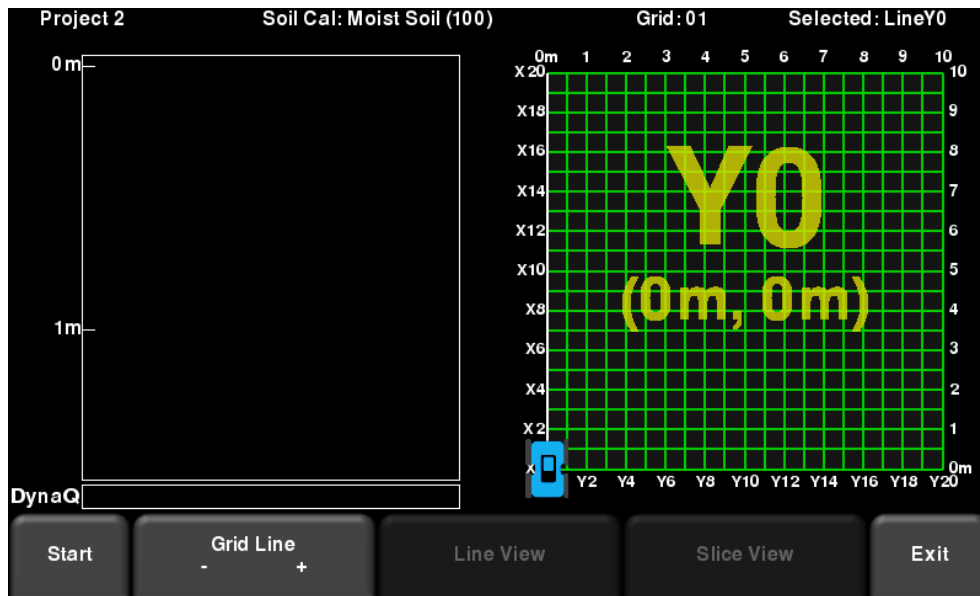 Project 2 Soil Cal: Moist Soil (100) Grid: 01 Selected: LineY0
0m
1m
DynaQ
0m 1 2 3 4 5 6 7 8 9 10
X20 10
X18 9
X16 8
X14 7
X12 6
X10 5
X8 4
X6 3
X4 2
X2 1
X 0m
Y2 Y4 Y6 Y8 Y10 Y12 Y14 Y16 Y18 Y20
Y0
(0m, 0m)
Start Grid Line Line View Slice View Exit
- +